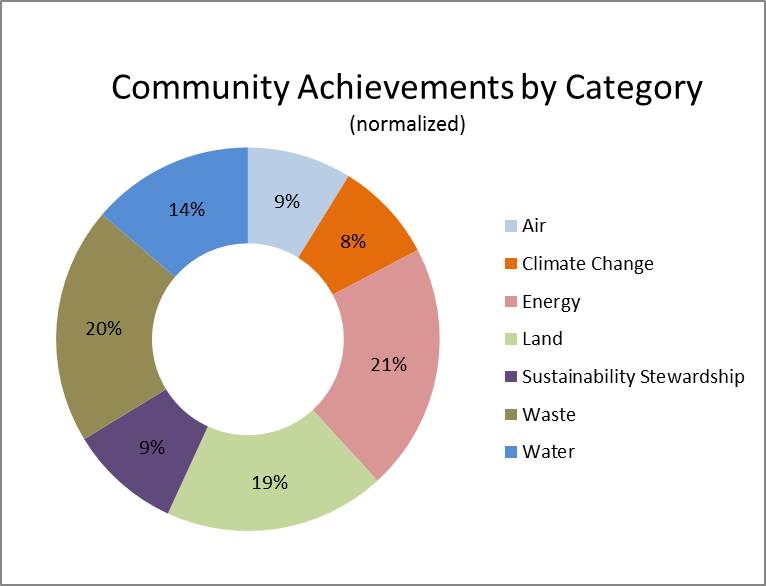 Community Achievements by Category
(normalized)
9%
8%
21%
19%
9%
20%
14%
Air
Climate Change
Energy
Land
Sustainability Stewardship
Waste
Water